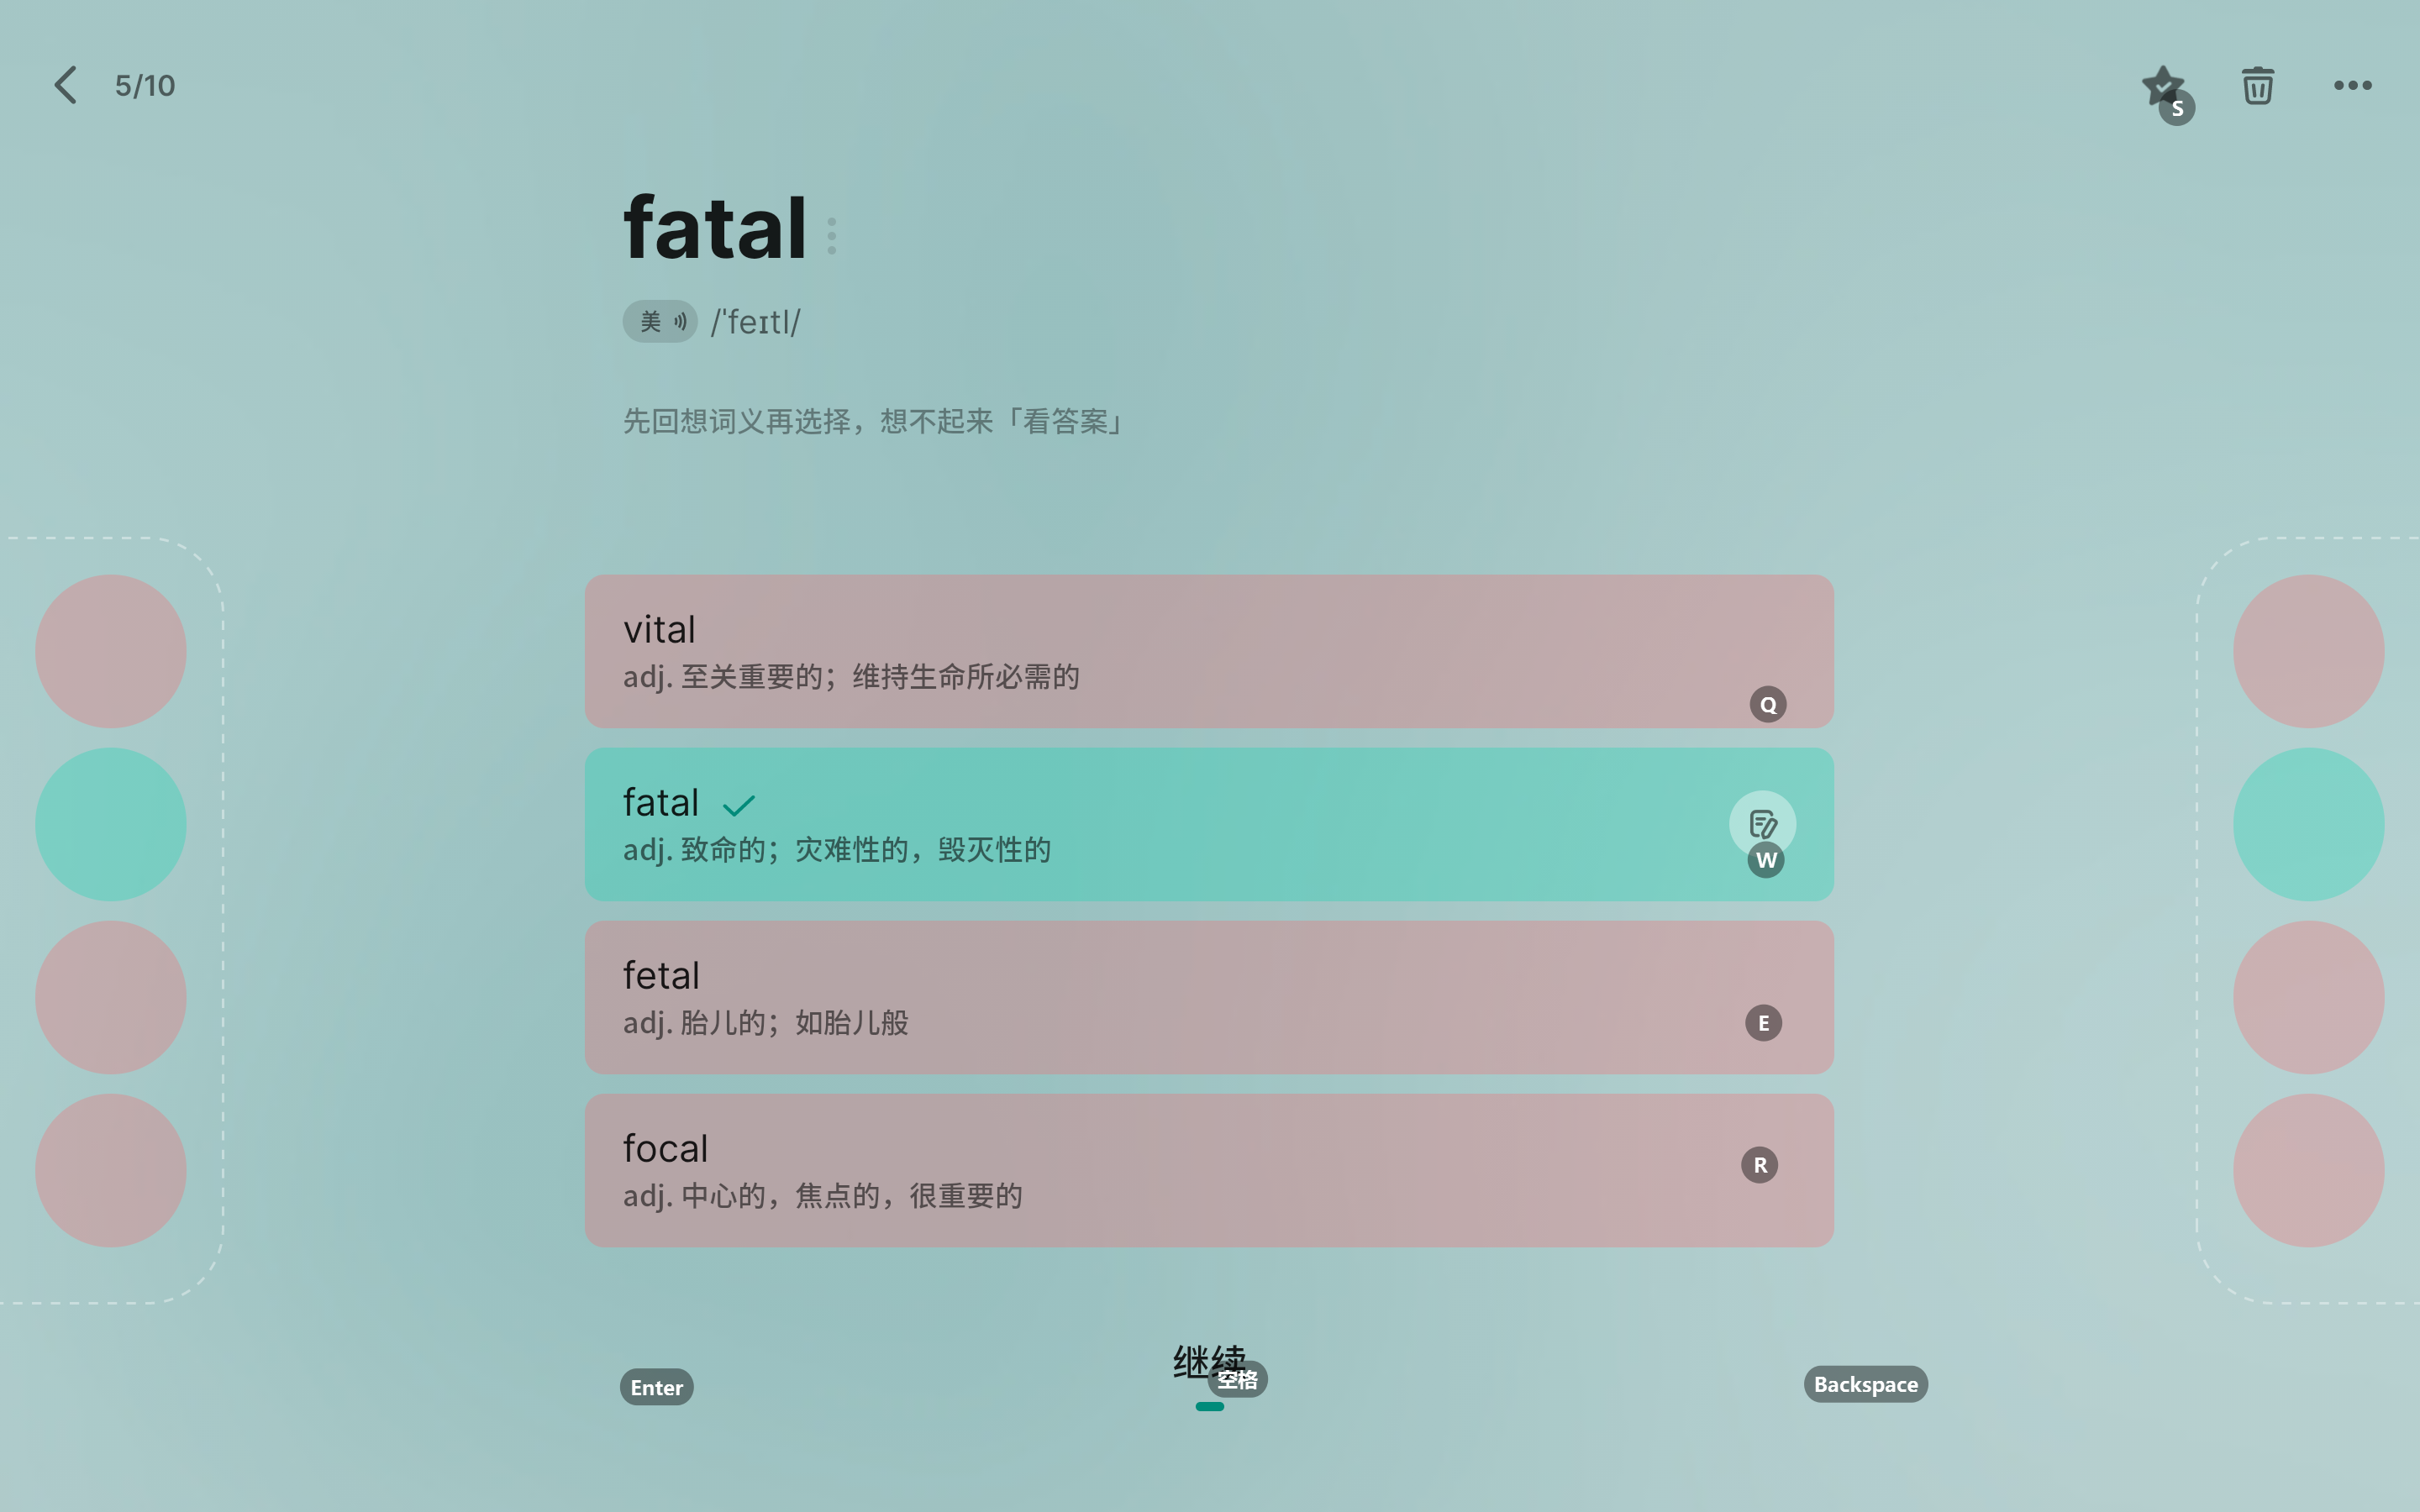 5/10
S
fatal
美 /ˈfeɪtl/
先回想词义再选择，想不起来「看答案」
vital
adj. 至关重要的；维持生命所必需的
Q
fatal
adj. 致命的；灾难性的，毁灭性的
W
fetal
adj. 胎儿的；如胎儿般
E
focal
adj. 中心的，焦点的，很重要的
R
继续
Enter
空格
Backspace